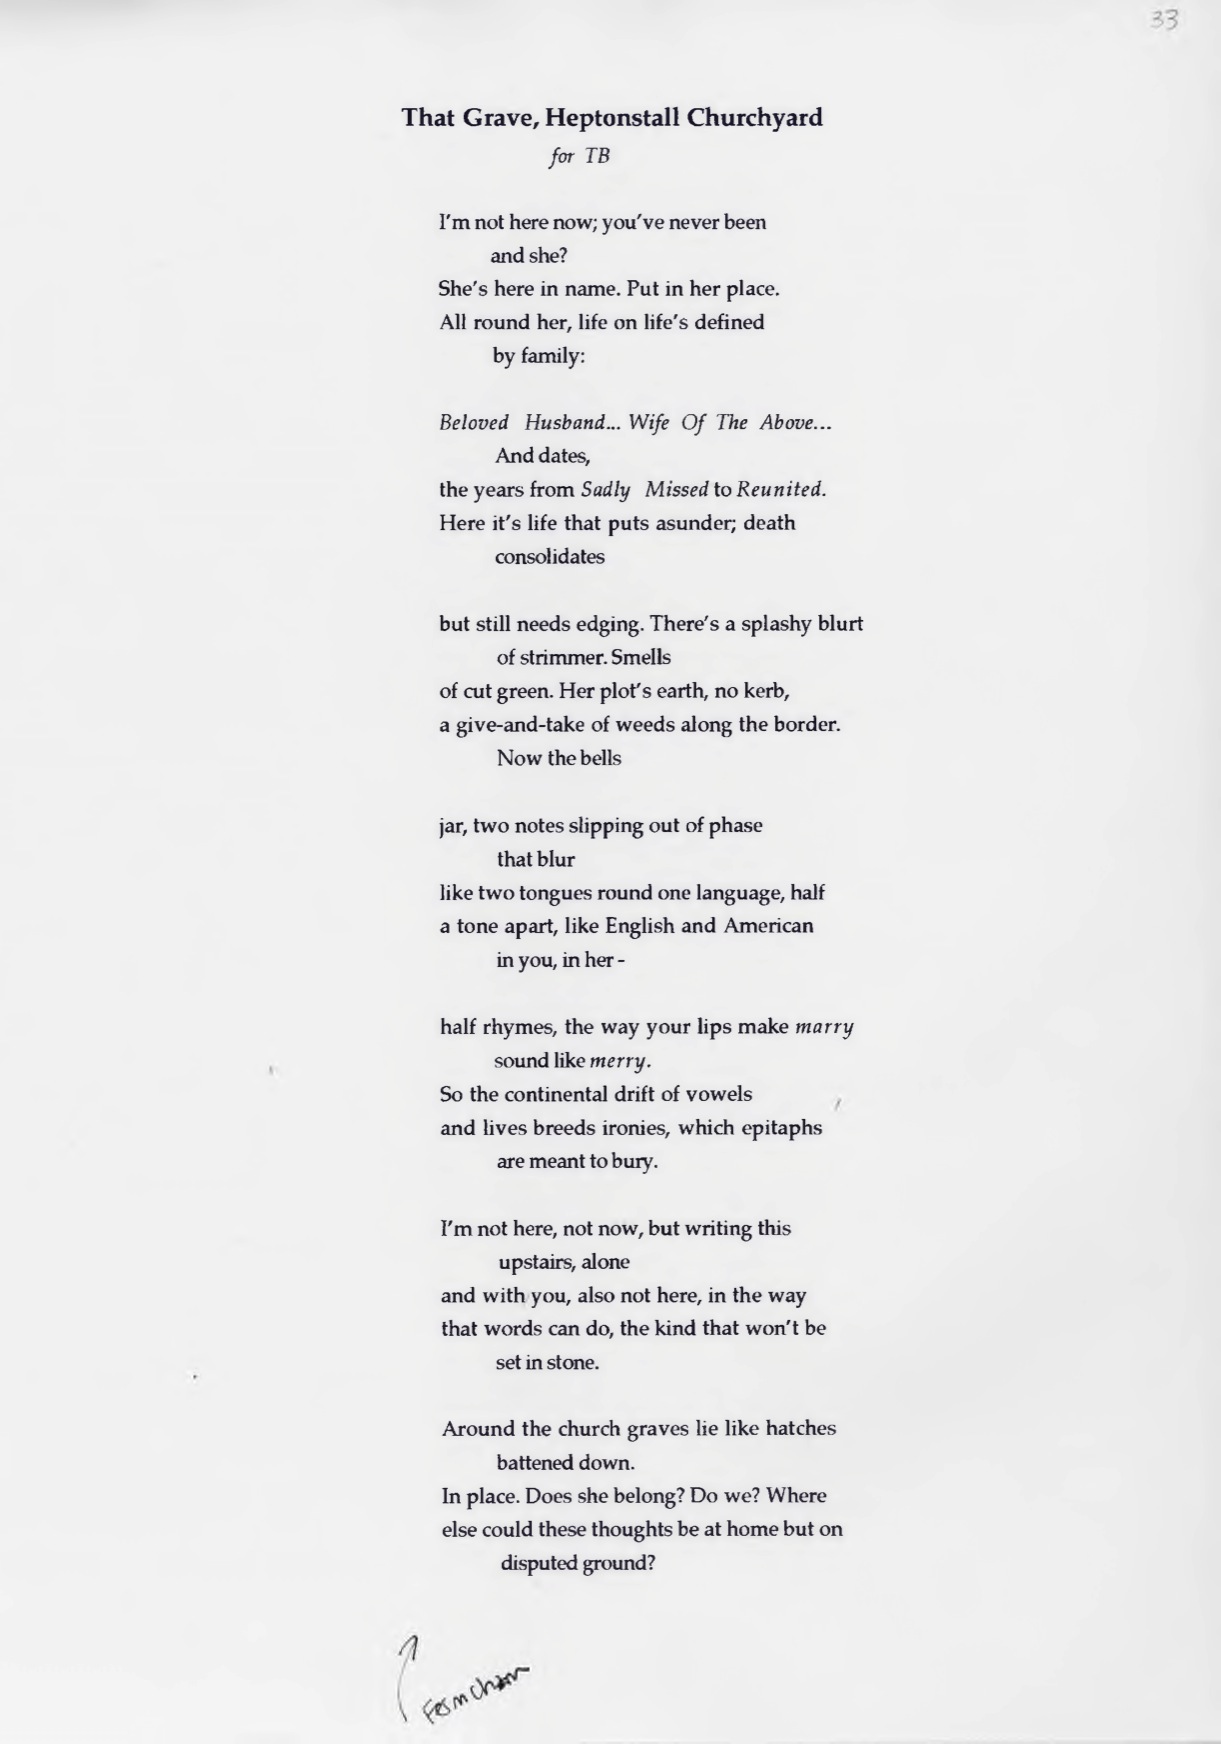 33
That Grave, Heptonstall Churchyard
for TB
I'm not here now; you've never been
and she?
She's here in name. Put in her place.
All round her, life on life's defined
by family:
Beloved Husband... Wife Of The Above...
And dates,
the years from Sadly Missed to Reunited.
Here it's life that puts asunder; death
consolidates
but still needs edging. There's a splashy blurt
of strimmer. Smells
of cut green. Her plot's earth, no kerb,
a give-and-take of weeds along the border.
Now the bells
jar, two notes slipping out of phase
that blur
like two tongues round one language, half
a tone apart, like English and American
in you, in her -
half rhymes, the way your lips make marry
sound like merry.
So the continental drift of vowels
and lives breeds ironies, which epitaphs
are meant to bury.
I'm not here, not now, but writing this
upstairs, alone
and with you, also not here, in the way
that words can do, the kind that won't be
set in stone.
Around the church graves lie like hatches
battened down.
In place. Does she belong? Do we? Where
else could these thoughts be at home but on
disputed ground?